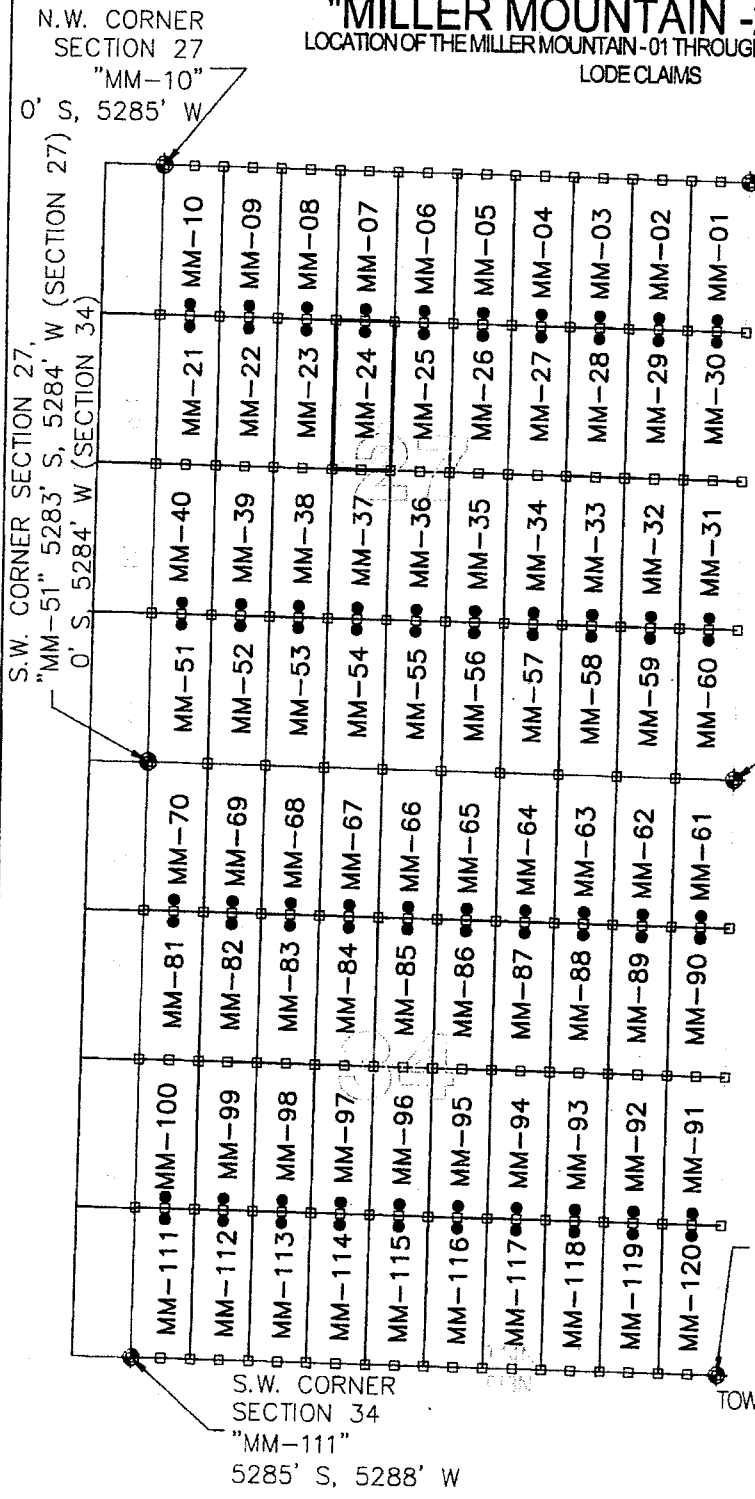 "MILLER MOUNTAIN -
LOCATION OF THE MILLER MOUNTAIN - 01 THROUGH
LODE CLAIMS
N.W. CORNER
SECTION 27
"MM-10"
0' S, 5285' W
S.W. CORNER SECTION 27,
"MM-51" 5283' S, 5284' W (SECTION 27)
0' S, 5284' W (SECTION 34)
MM-10 MM-09 MM-08 MM-07 MM-06 MM-05 MM-04 MM-03 MM-02 MM-01
MM-21 MM-22 MM-23 MM-24 MM-25 MM-26 MM-27 MM-28 MM-29 MM-30
27
MM-40 MM-39 MM-38 MM-37 MM-36 MM-35 MM-34 MM-33 MM-32 MM-31
MM-51 MM-52 MM-53 MM-54 MM-55 MM-56 MM-57 MM-58 MM-59 MM-60
MM-70 MM-69 MM-68 MM-67 MM-66 MM-65 MM-64 MM-63 MM-62 MM-61
MM-81 MM-82 MM-83 MM-84 MM-85 MM-86 MM-87 MM-88 MM-89 MM-90
34
MM-100 MM-99 MM-98 MM-97 MM-96 MM-95 MM-94 MM-93 MM-92 MM-91
MM-111 MM-112 MM-113 MM-114 MM-115 MM-116 MM-117 MM-118 MM-119 MM-120
S.W. CORNER
SECTION 34
"MM-111"
5285' S, 5288' W
TOW